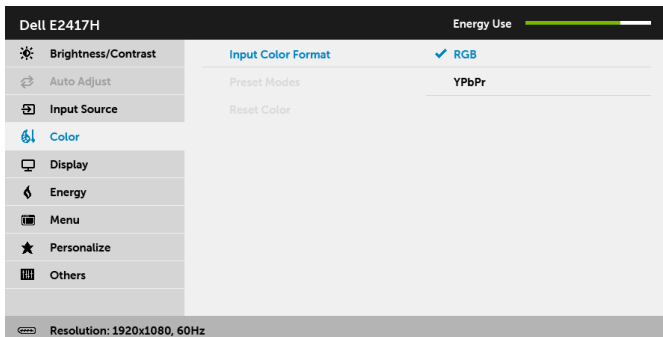 Dell E2417H Energy Use
Brightness/Contrast Input Color Format RGB
Auto Adjust Preset Modes YPbPr
Input Source Reset Color
Color
Display
Energy
Menu
Personalize
Others
Resolution: 1920x1080, 60Hz